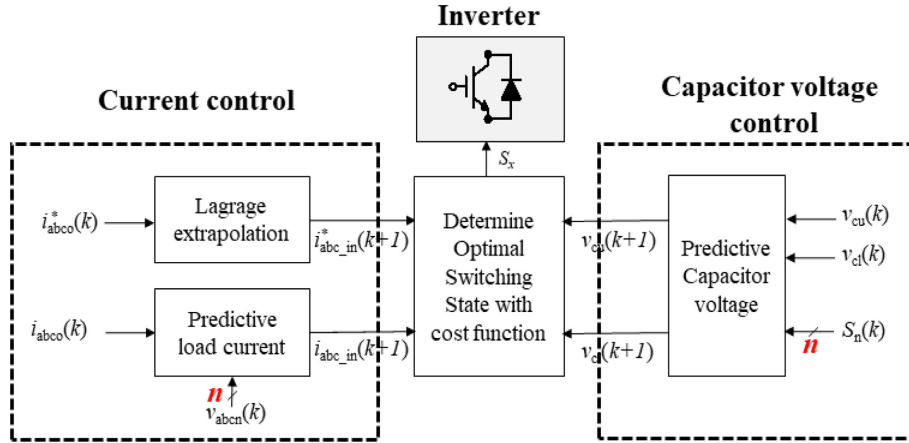 Inverter
Current control
Capacitor voltage
control
S_x
i*_abco(k)
Lagrage
extrapolation
i*_abc_in(k+1)
Determine
Optimal
Switching
State with
cost function
v_cu(k+1)
Predictive
Capacitor
voltage
v_cu(k)
v_cl(k)
i_abco(k)
Predictive
load current
i_abc_in(k+1)
v_cl(k+1)
S_n(k)
n
n
v_abcn(k)